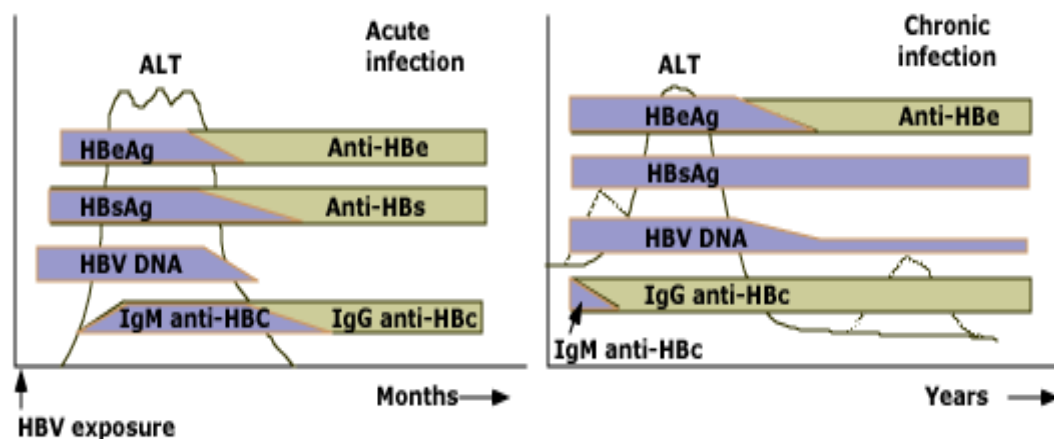 Acute
infection
ALT
HBeAg
Anti-HBe
HBsAg
Anti-HBs
HBV DNA
IgM anti-HBC
IgG anti-HBc
Months
HBV exposure
Chronic
infection
ALT
HBeAg
Anti-HBe
HBsAg
HBV DNA
IgG anti-HBc
IgM anti-HBc
Years